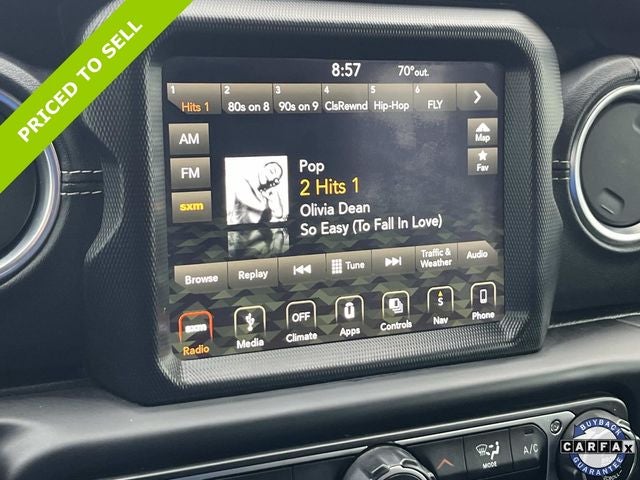 PRICED TO SELL
8:57 70°out.
1 2 3 4 5 6
Hits 1 80s on 8 90s on 9 ClsRewnd Hip-Hop FLY
AM
FM
sxm
Map
Fav
Pop
2 Hits 1
Olivia Dean
So Easy (To Fall In Love)
Browse Replay Tune Traffic & Weather Audio
sxm OFF S
Radio Media Climate Apps Controls Nav Phone
MODE A/C
BUYBACK
CARFAX
GUARANTEE
SCROLL